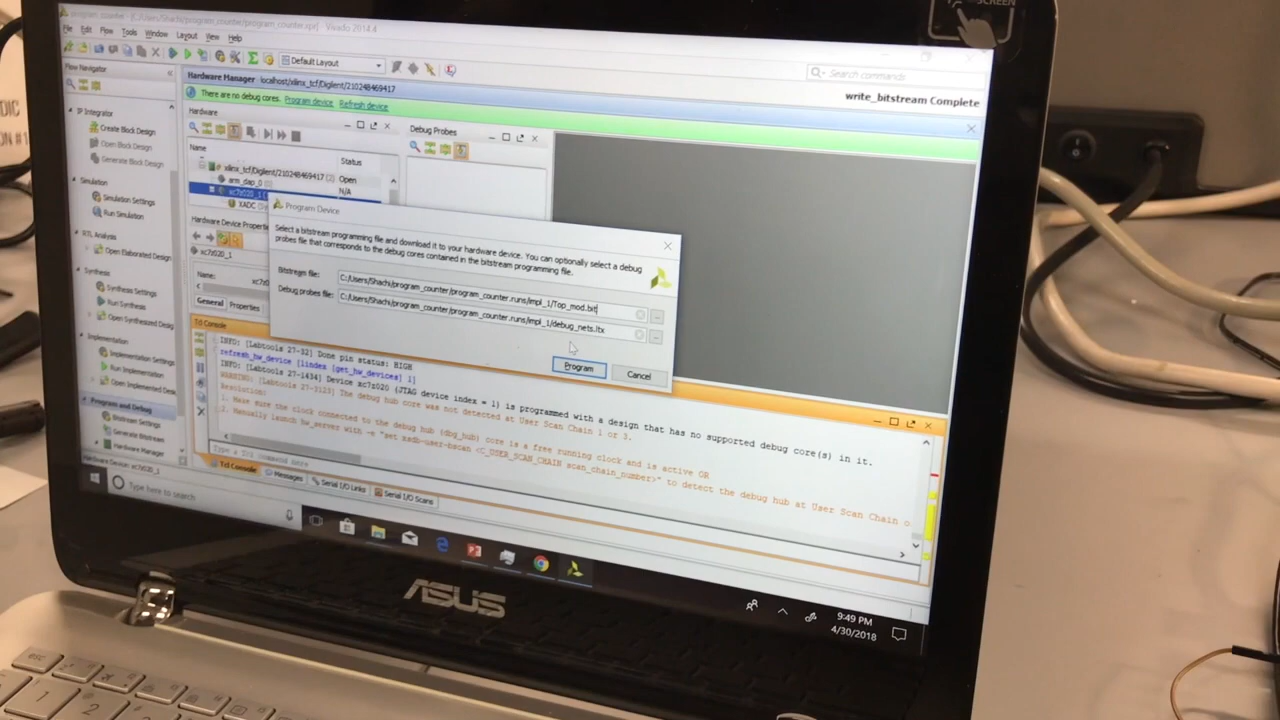 program_counter - [C:/Users/Shachi/program_counter/program_counter.xpr] - Vivado 2014.4
File Edit Flow Tools Window Layout View Help
Default Layout
Search commands
SCREEN
Flow Navigator
Hardware Manager - localhost/xilinx_tcf/Digilent/210248469417
write_bitstream Complete
There are no debug cores. Program device Refresh device
IP Integrator
Create Block Design
Open Block Design
Generate Block Design
Simulation
Simulation Settings
Run Simulation
RTL Analysis
Open Elaborated Design
Synthesis
Synthesis Settings
Run Synthesis
Open Synthesized Desig
Implementation
Implementation Settings
Run Implementation
Open Implemented Desig
Program and Debug
Bitstream Settings
Generate Bitstream
Hardware Manager
Hardware Device: xc7z020_1
Hardware
Name Status
xilinx_tcf/Digilent/210248469417 (2) Open
arm_dap_0 (0) N/A
xc7z020_1
XADC
Hardware Device Properti
xc7z020_1
Name: xc7z0
General Properties
Debug Probes
Program Device
Select a bitstream programming file and download it to your hardware device. You can optionally select a debug
probes file that corresponds to the debug cores contained in the bitstream programming file.
Bitstream file: C:/Users/Shachi/program_counter/program_counter.runs/impl_1/Top_mod.bit
Debug probes file: C:/Users/Shachi/program_counter/program_counter.runs/impl_1/debug_nets.ltx
Program Cancel
Tcl Console
INFO: [Labtools 27-32] Done pin status: HIGH
refresh_hw_device [lindex [get_hw_devices] 1]
INFO: [Labtools 27-1434] Device xc7z020 (JTAG device index = 1) is programmed with a design that has no supported debug core(s) in it.
WARNING: [Labtools 27-3123] The debug hub core was not detected at User Scan Chain 1 or 3.
Resolution:
1. Make sure the clock connected to the debug hub (dbg_hub) core is a free running clock and is active OR
2. Manually launch hw_server with -e "set xsdb-user-bscan <C_USER_SCAN_CHAIN scan_chain_number>" to detect the debug hub at User Scan Chain o
Type a Tcl command here
Tcl Console Messages Serial I/O Links Serial I/O Scans
Type here to search
9:49 PM
4/30/2018
ASUS
esc
1 2
DIC
ON #1